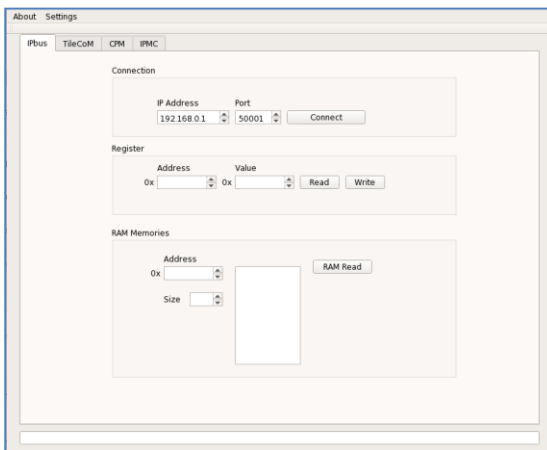 About Settings
IPbus TileCoM CPM IPMC
Connection
IP Address Port
192.168.0.1 50001 Connect
Register
Address Value
0x 0x Read Write
RAM Memories
Address
0x RAM Read
Size